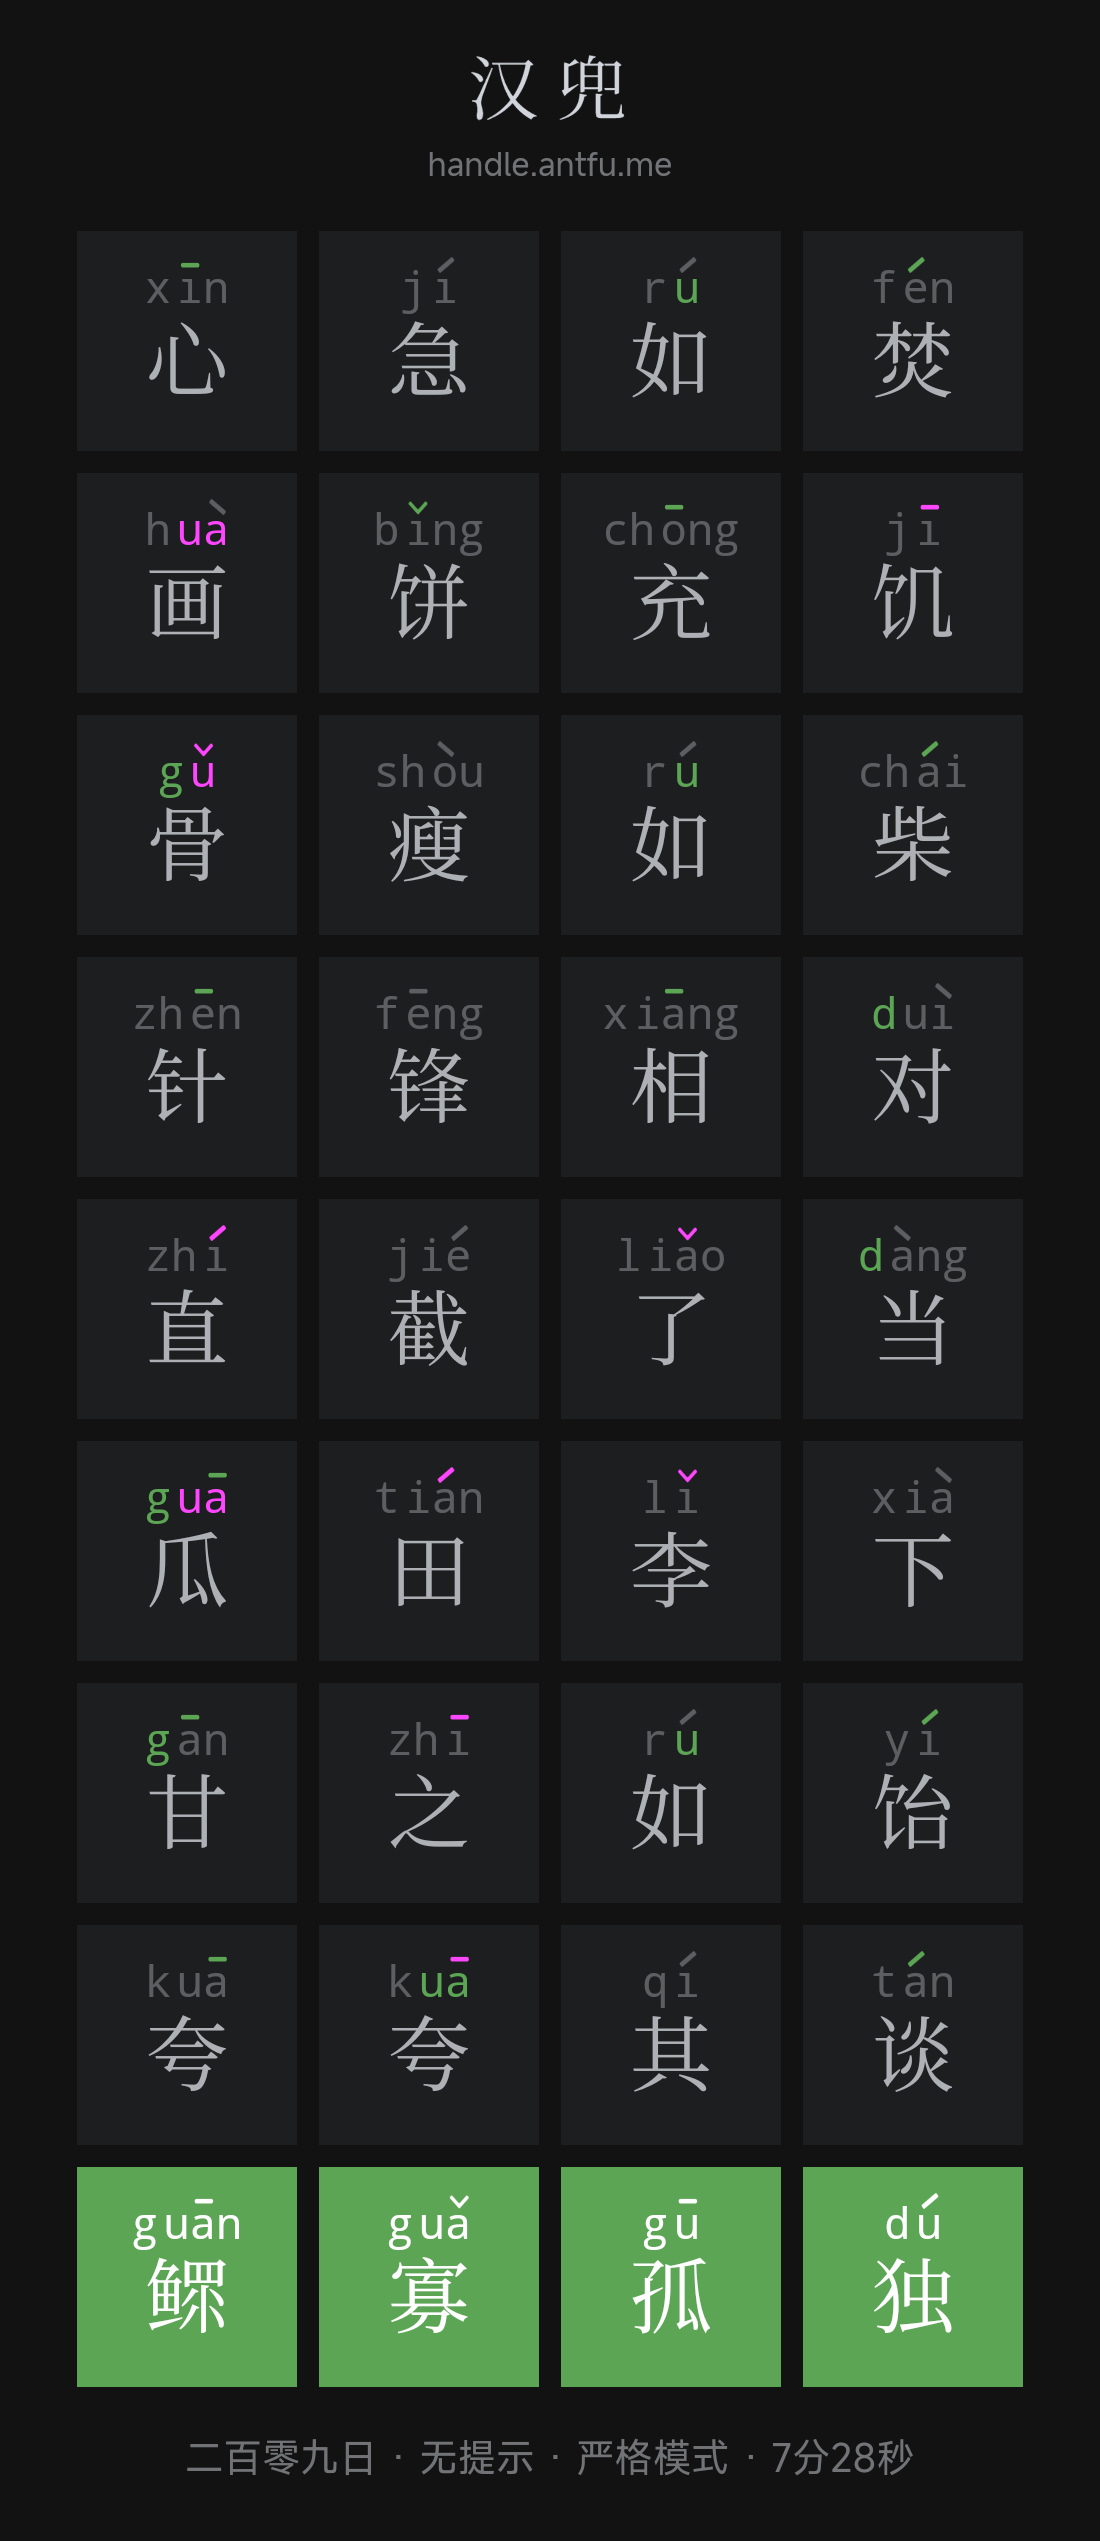 汉兜
handle.antfu.me
xīn jí rú fén
心 急 如 焚
huà bǐng chōng jī
画 饼 充 饥
gǔ shòu rú chái
骨 瘦 如 柴
zhēn fēng xiāng duì
针 锋 相 对
zhí jié liǎo dàng
直 截 了 当
guā tián lǐ xià
瓜 田 李 下
gān zhī rú yí
甘 之 如 饴
kuā kuā qí tán
夸 夸 其 谈
guān guǎ gū dú
鳏 寡 孤 独
二百零九日 · 无提示 · 严格模式 · 7分28秒